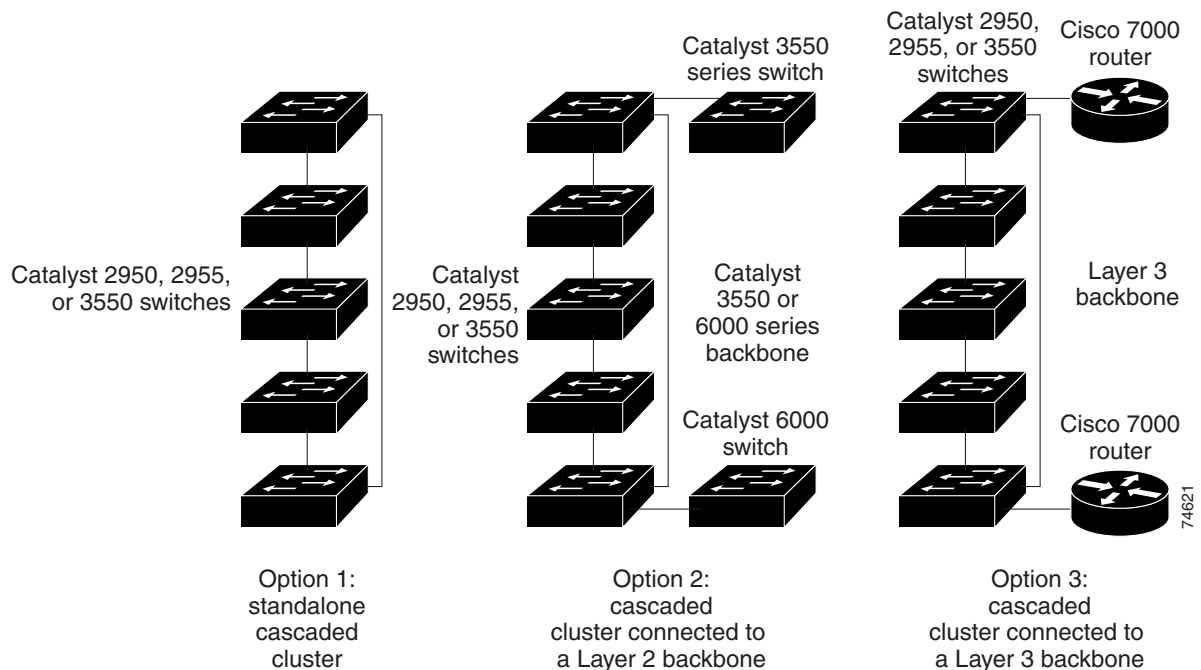 Catalyst 3550
series switch
Catalyst 2950,
2955, or 3550
switches
Cisco 7000
router
Catalyst 2950, 2955,
or 3550 switches
Catalyst
2950, 2955,
or 3550
switches
Catalyst
3550 or
6000 series
backbone
Layer 3
backbone
Catalyst 6000
switch
Cisco 7000
router
74621
Option 1:
standalone
cascaded
cluster
Option 2:
cascaded
cluster connected to
a Layer 2 backbone
Option 3:
cascaded
cluster connected to
a Layer 3 backbone